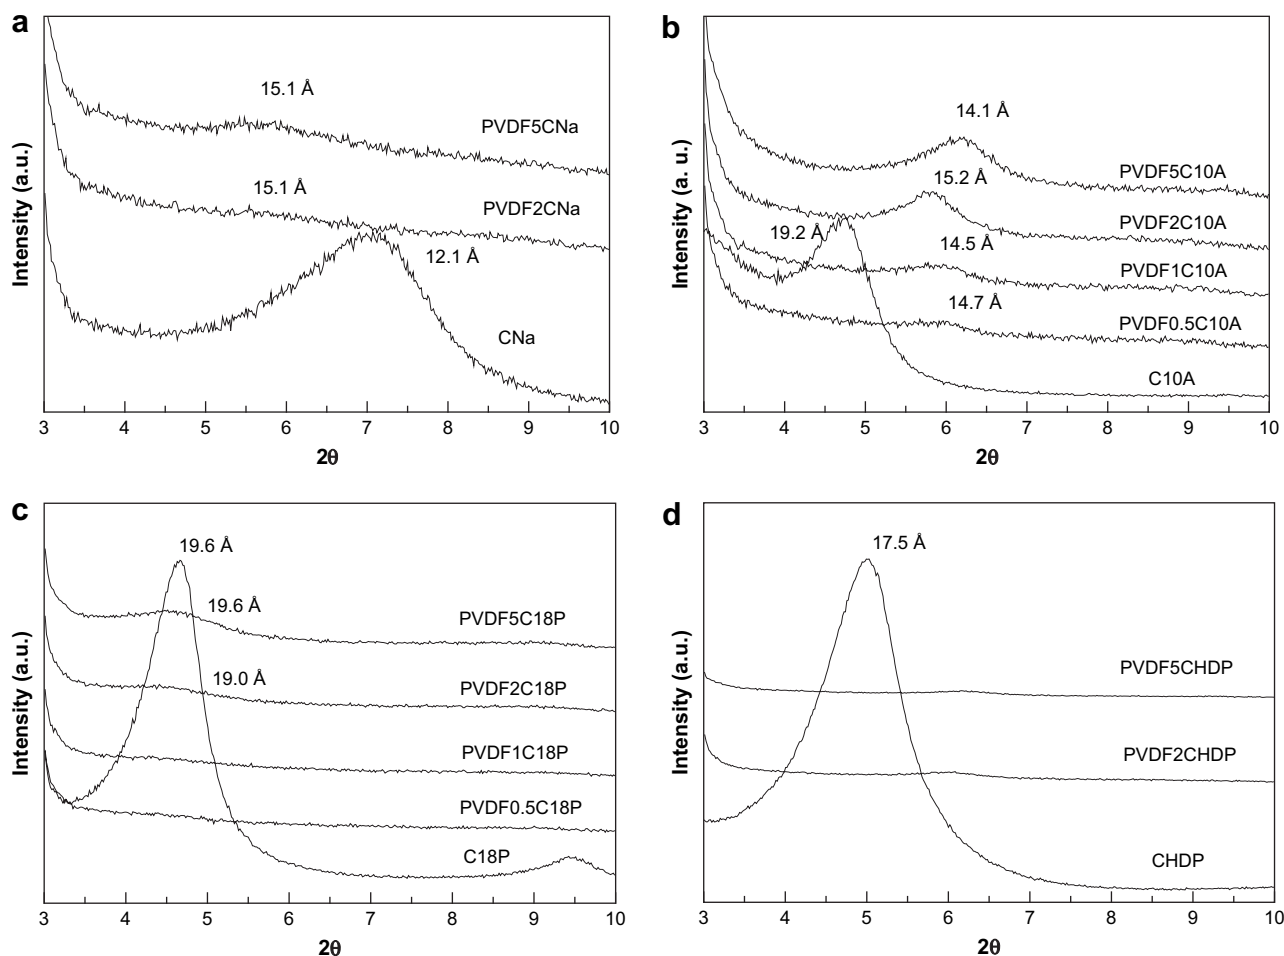 a
15.1 Å
PVDF5CNa
15.1 Å
PVDF2CNa
12.1 Å
CNa
Intensity (a.u.)
3 4 5 6 7 8 9 10
2θ
b
14.1 Å
PVDF5C10A
15.2 Å
PVDF2C10A
19.2 Å
14.5 Å
PVDF1C10A
14.7 Å
PVDF0.5C10A
C10A
Intensity (a. u.)
3 4 5 6 7 8 9 10
2θ
c
19.6 Å
19.6 Å
PVDF5C18P
19.0 Å
PVDF2C18P
PVDF1C18P
PVDF0.5C18P
C18P
Intensity (a.u.)
3 4 5 6 7 8 9 10
2θ
d
17.5 Å
PVDF5CHDP
PVDF2CHDP
CHDP
Intensity (a.u.)
3 4 5 6 7 8 9 10
2θ